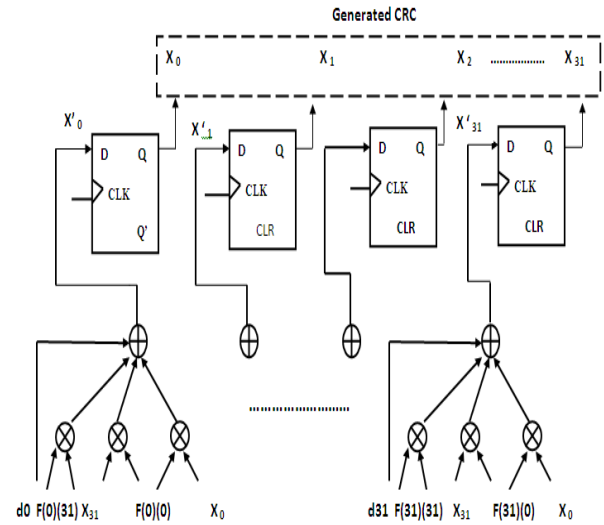 Generated CRC
X0 X1 X2 .................. X31
X'0 X'1 X'31
D Q D Q D Q D Q
CLK CLK CLK CLK
Q' CLR CLR CLR
........................
d0 F(0)(31) X31 F(0)(0) X0 d31 F(31)(31) X31 F(31)(0) X0